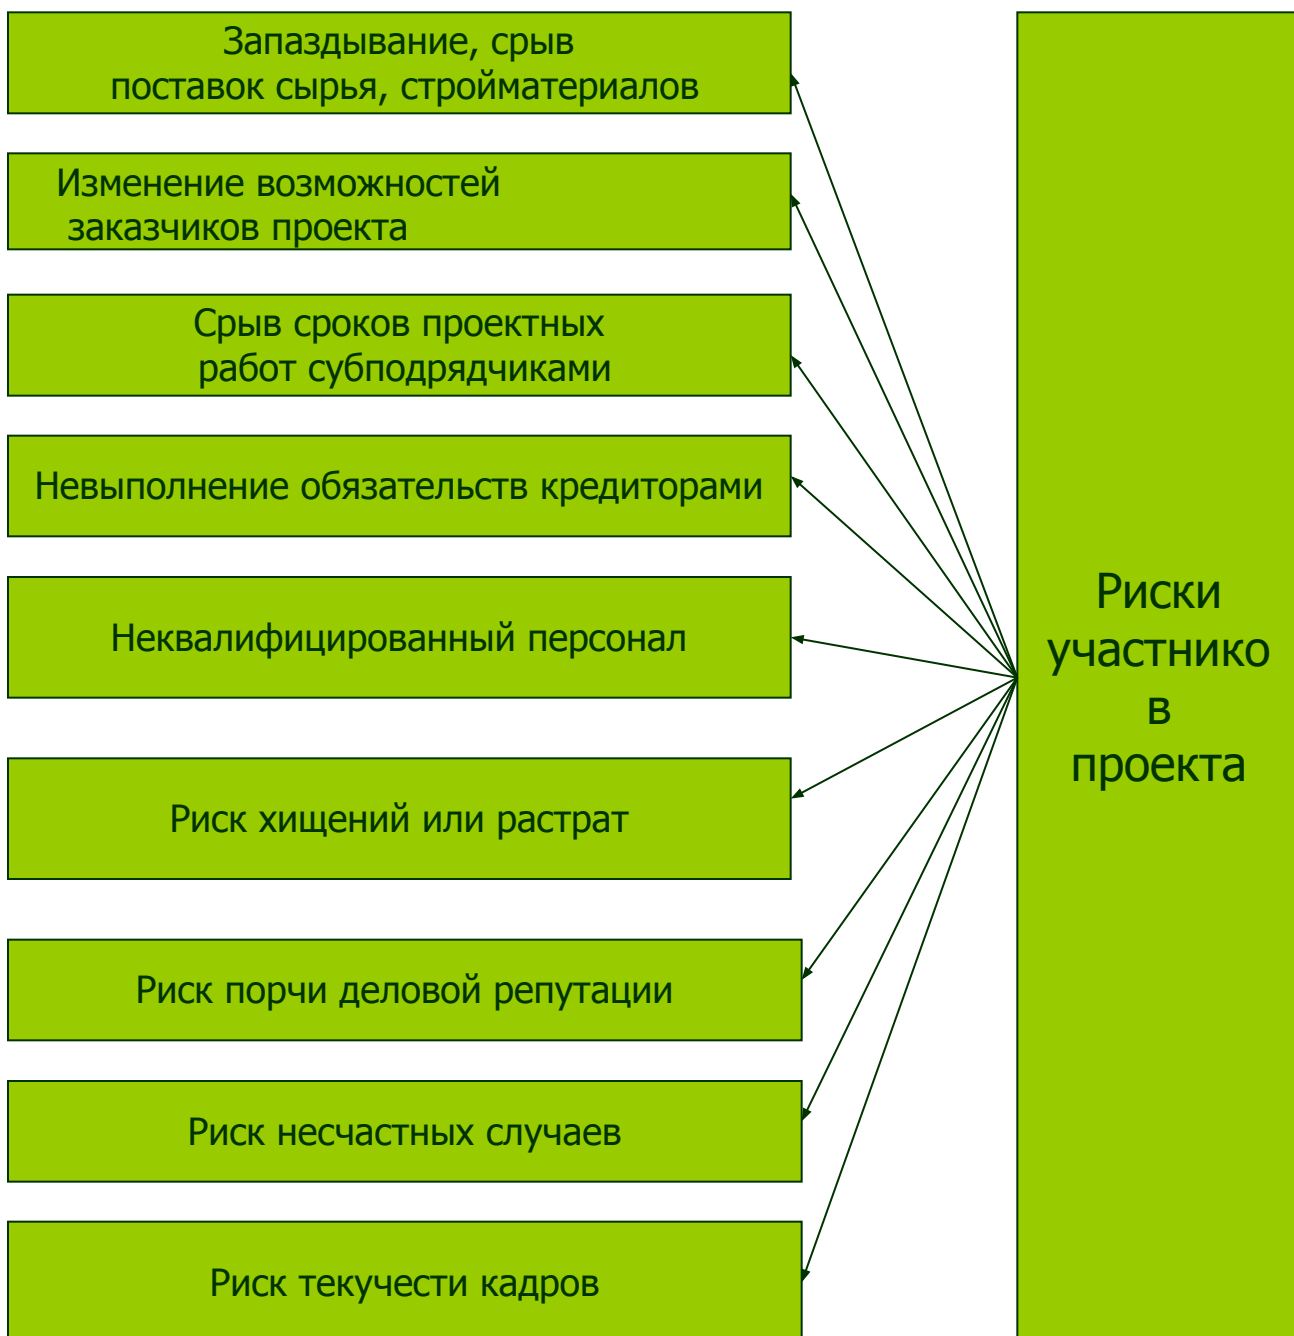 Запаздывание, срыв
поставок сырья, стройматериалов
Изменение возможностей
заказчиков проекта
Срыв сроков проектных
работ субподрядчиками
Невыполнение обязательств кредиторами
Неквалифицированный персонал
Риск хищений или растрат
Риск порчи деловой репутации
Риск несчастных случаев
Риск текучести кадров
Риски
участнико
в
проекта